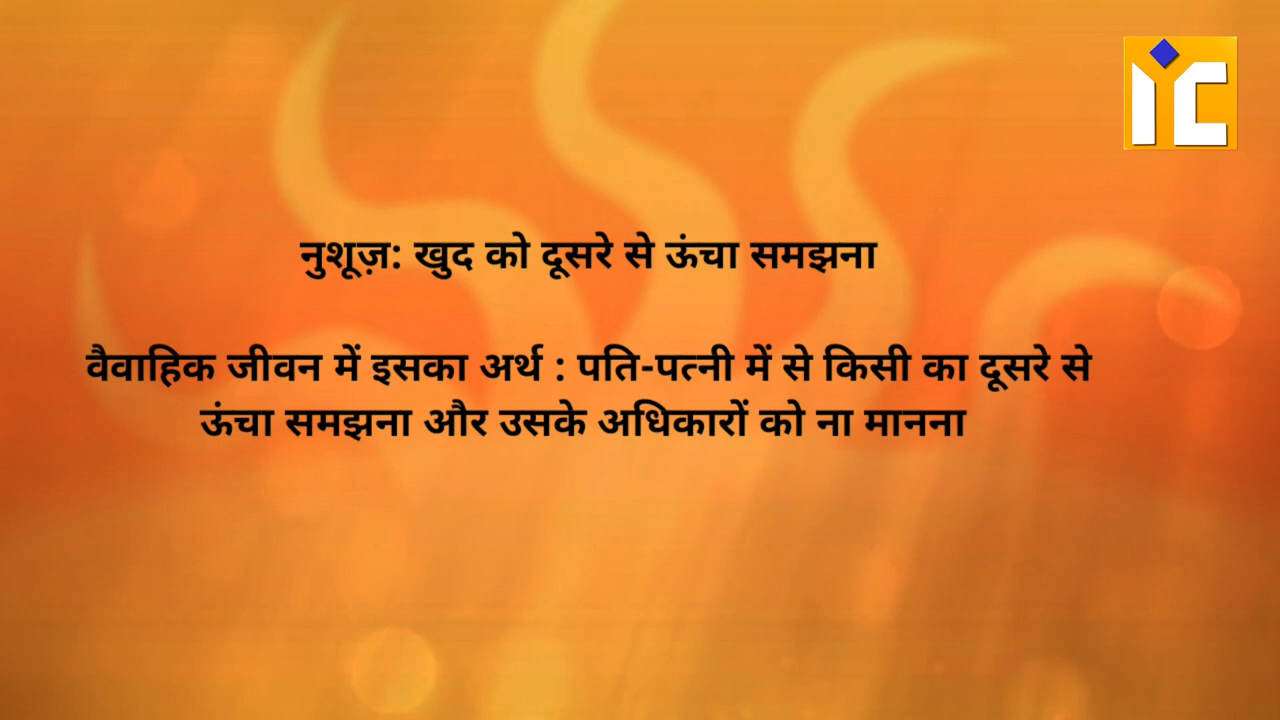 नुशूज़: खुद को दूसरे से ऊंचा समझना
वैवाहिक जीवन में इसका अर्थ : पति-पत्नी में से किसी का दूसरे से
ऊंचा समझना और उसके अधिकारों को ना मानना